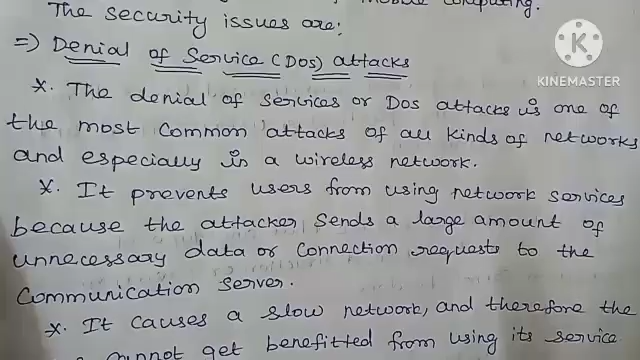 mobile computing.
The security issues are:
=> Denial of Service (DOS) attacks
KINEMASTER
*. The denial of services or DOS attacks is one of
the most common attacks of all kinds of networks
and especially in a wireless network.
*. It prevents users from using network services
because the attacker sends a large amount of
unnecessary data or connection requests to the
communication server.
*. It causes a slow network, and therefore the
cannot get benefitted from using its service